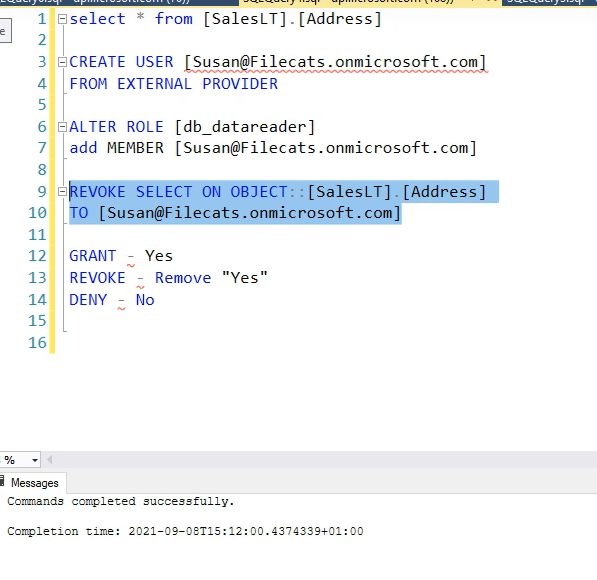 1 select * from [SalesLT].[Address]
2
3 CREATE USER [Susan@Filecats.onmicrosoft.com]
4 FROM EXTERNAL PROVIDER
5
6 ALTER ROLE [db_datareader]
7 add MEMBER [Susan@Filecats.onmicrosoft.com]
8
9 REVOKE SELECT ON OBJECT::[SalesLT].[Address]
10 TO [Susan@Filecats.onmicrosoft.com]
11
12 GRANT - Yes
13 REVOKE - Remove "Yes"
14 DENY - No
15
16
%
Messages
Commands completed successfully.
Completion time: 2021-09-08T15:12:00.4374339+01:00